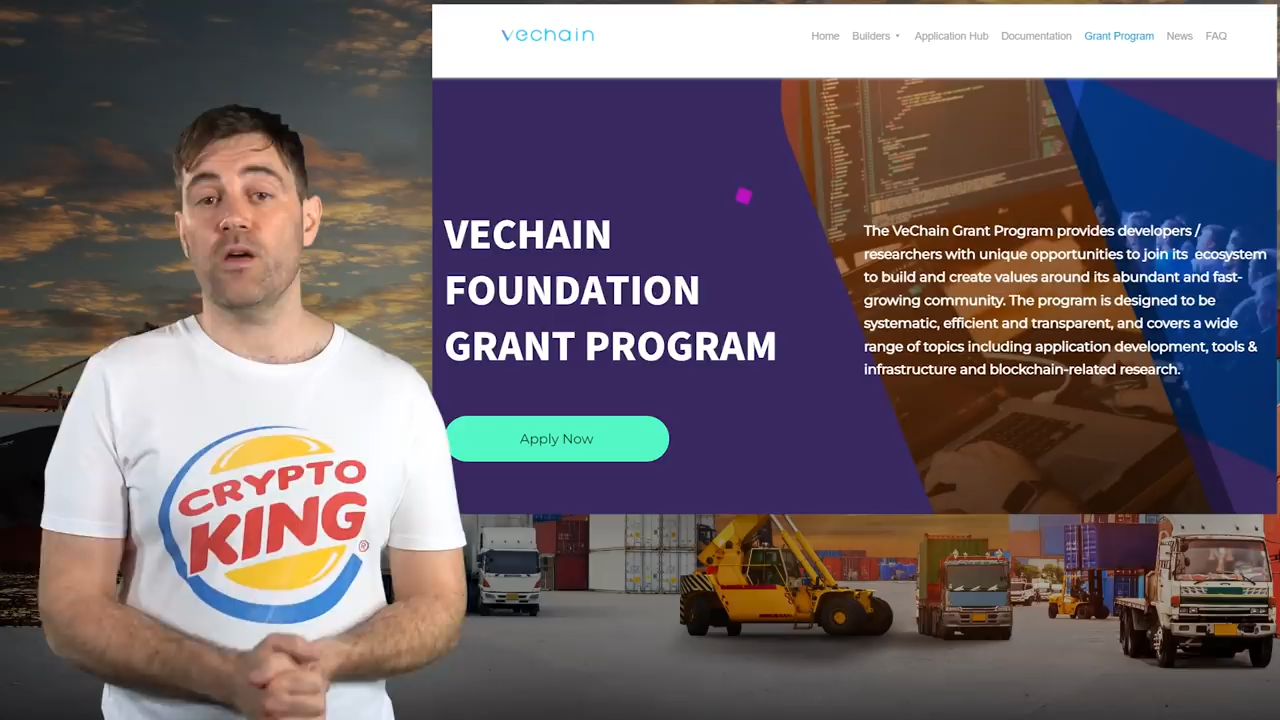 vechain
Home Builders Application Hub Documentation Grant Program News FAQ
VECHAIN
FOUNDATION
GRANT PROGRAM
Apply Now
The VeChain Grant Program provides developers /
researchers with unique opportunities to join its ecosystem
to build and create values around its abundant and fast-
growing community. The program is designed to be
systematic, efficient and transparent, and covers a wide
range of topics including application development, tools &
infrastructure and blockchain-related research.
CRYPTO
KING
®